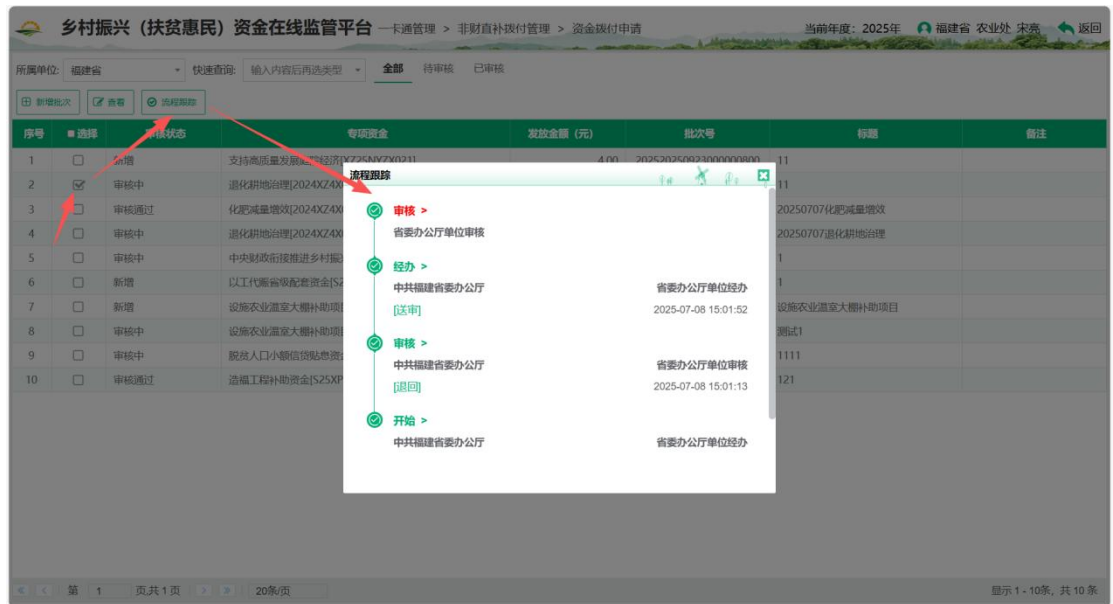 乡村振兴（扶贫惠民）资金在线监管平台 一卡通管理 > 非财直补拨付管理 > 资金拨付申请 当前年度：2025年 福建省 农业处 宋亮 返回
所属单位: 福建省 快速查询: 输入内容后再选类型 全部 待审核 已审核
新增批次 查看 流程跟踪
序号 选择 审核状态 专项资金 发放金额（元） 批次号 标题 备注
1 新增 4.00 202520250923000000800 11
2 审核中 退化耕地治理[2024XZ4X 11
3 审核通过 化肥减量增效[2024XZ4X 20250707化肥减量增效
4 审核中 退化耕地治理[2024XZ4X 20250707退化耕地治理
5 审核中 中央财政衔接推进乡村振 1
6 新增 以工代赈省级配套资金[S2 1
7 新增 设施农业温室大棚补助项 设施农业温室大棚补助项目
8 审核中 设施农业温室大棚补助项 测试1
9 审核中 脱贫人口小额信贷贴息资 1111
10 审核通过 造福工程补助资金[S25XP 121
流程跟踪
审核 >
省委办公厅单位审核
经办 >
中共福建省委办公厅 省委办公厅单位经办
[送审] 2025-07-08 15:01:52
审核 >
中共福建省委办公厅 省委办公厅单位审核
[退回] 2025-07-08 15:01:13
开始 >
中共福建省委办公厅 省委办公厅单位经办
第 1 页,共 1 页 20条/页 显示 1 - 10条，共 10 条